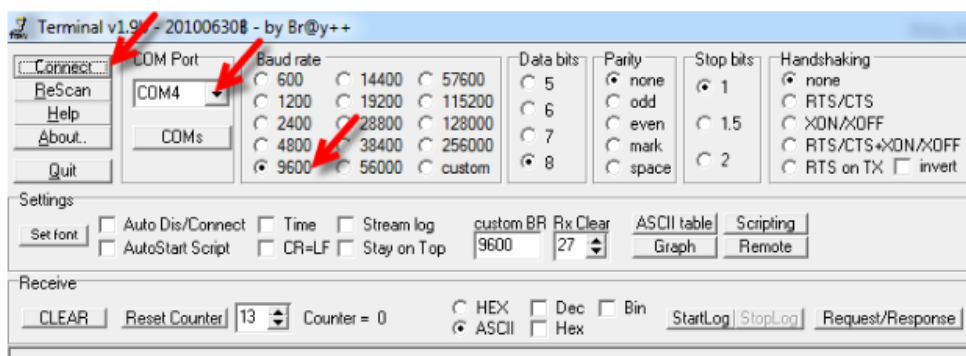 Terminal v1.9b - 20100630B - by Br@y++
Connect
ReScan
Help
About..
Quit
COM Port
COM4
COMs
Baud rate
600 14400 57600
1200 19200 115200
2400 28800 128000
4800 38400 256000
9600 56000 custom
Data bits
5
6
7
8
Parity
none
odd
even
mark
space
Stop bits
1
1.5
2
Handshaking
none
RTS/CTS
XON/XOFF
RTS/CTS+XON/XOFF
RTS on TX invert
Settings
Set font
Auto Dis/Connect Time Stream log
AutoStart Script CR=LF Stay on Top
custom BR Rx Clear
9600 27
ASCII table Scripting
Graph Remote
Receive
CLEAR Reset Counter 13 Counter = 0
HEX Dec Bin
ASCII Hex
StartLog StopLog Request/Response